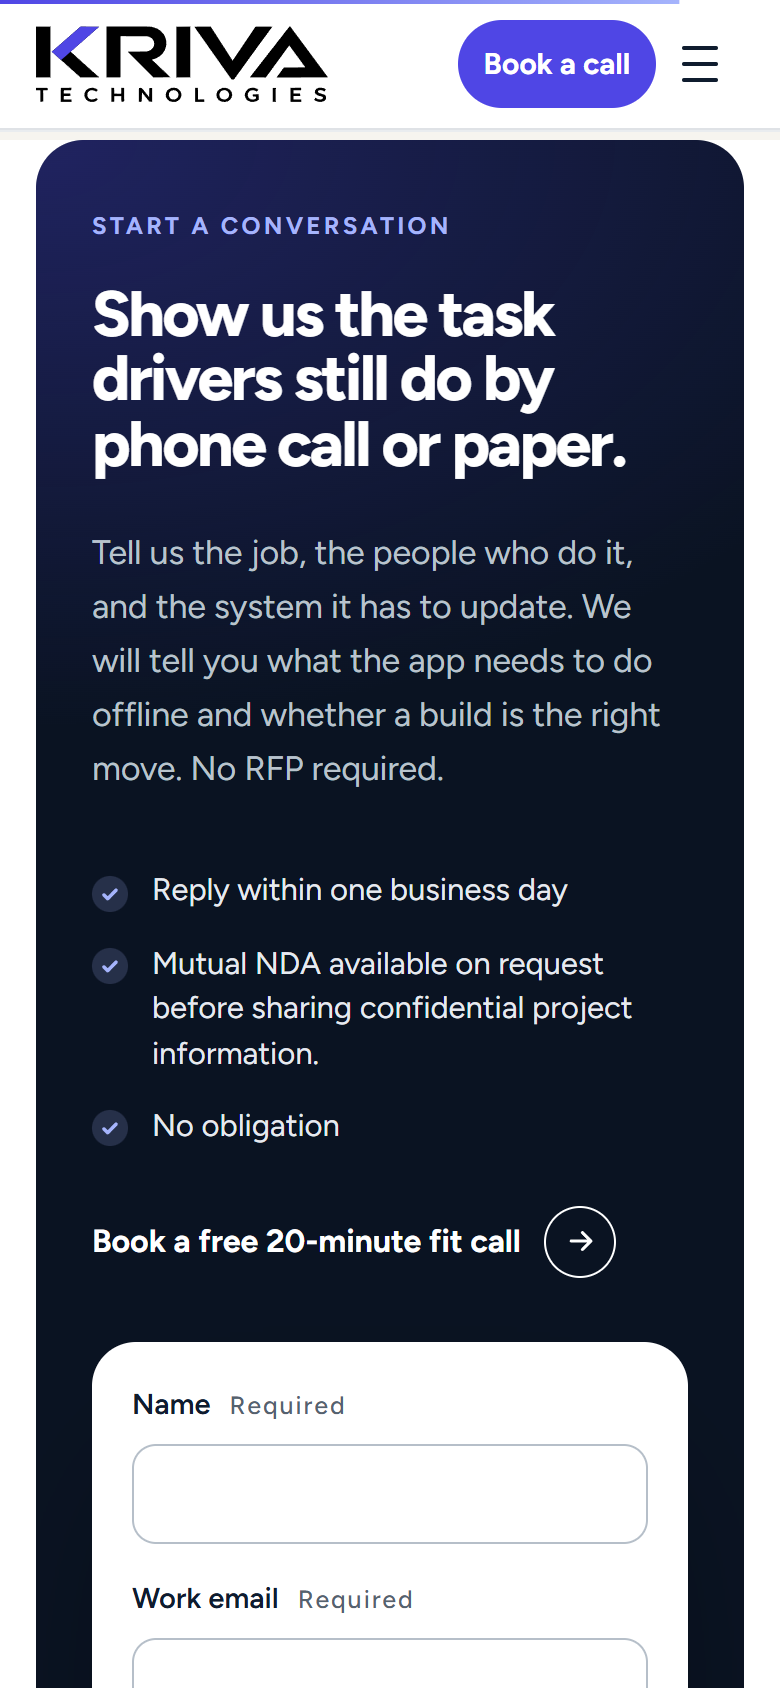 KRIVA
TECHNOLOGIES
Book a call
START A CONVERSATION
Show us the task
drivers still do by
phone call or paper.
Tell us the job, the people who do it,
and the system it has to update. We
will tell you what the app needs to do
offline and whether a build is the right
move. No RFP required.
Reply within one business day
Mutual NDA available on request
before sharing confidential project
information.
No obligation
Book a free 20-minute fit call
Name Required
Work email Required